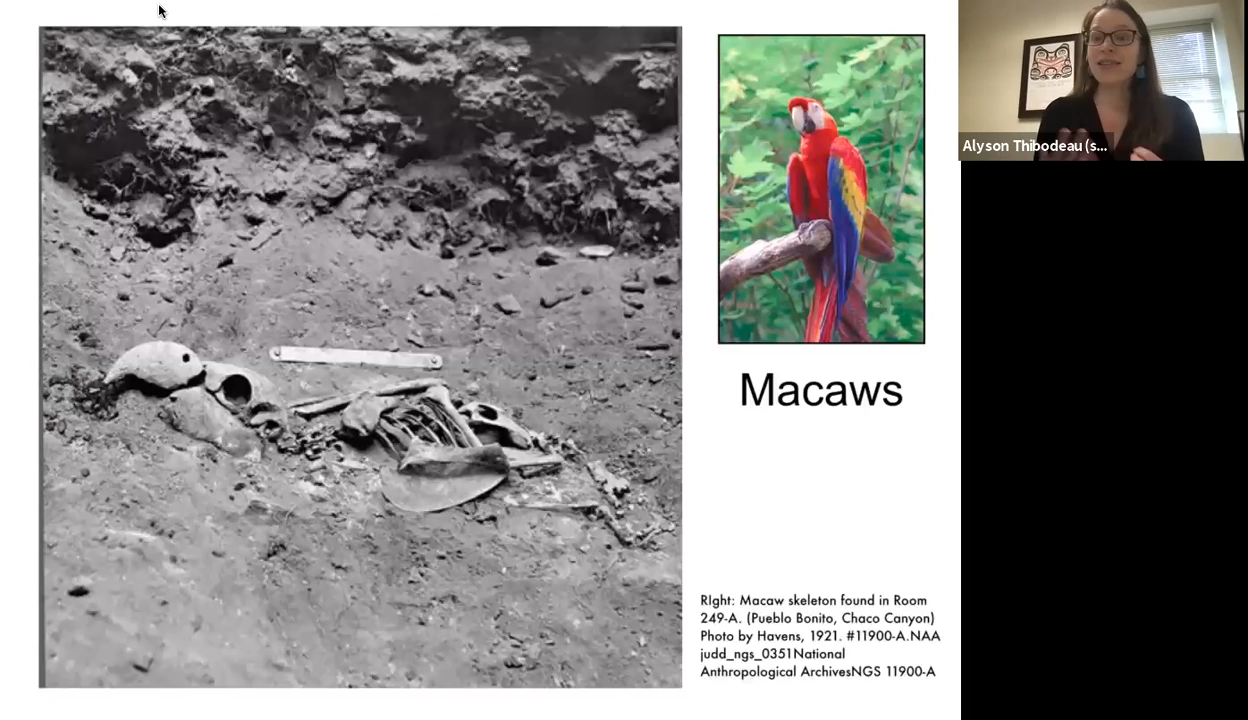 Alyson Thibodeau (s...
Macaws
RIght: Macaw skeleton found in Room
249-A. (Pueblo Bonito, Chaco Canyon)
Photo by Havens, 1921. #11900-A.NAA
judd_ngs_0351National
Anthropological ArchivesNGS 11900-A